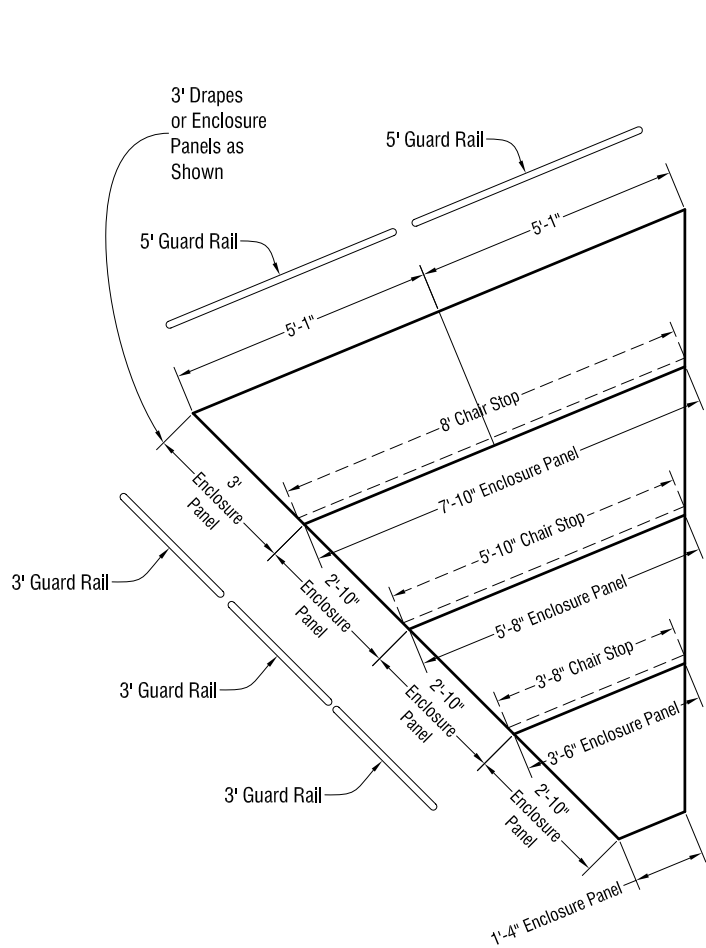 3' Drapes
or Enclosure
Panels as
Shown
5' Guard Rail
5' Guard Rail
5'-1"
5'-1"
8' Chair Stop
7'-10" Enclosure Panel
5'-10" Chair Stop
5'-8" Enclosure Panel
3'-8" Chair Stop
3'-6" Enclosure Panel
1'-4" Enclosure Panel
3'
Enclosure
Panel
2'-10"
Enclosure
Panel
2'-10"
Enclosure
Panel
2'-10"
Enclosure
Panel
3' Guard Rail
3' Guard Rail
3' Guard Rail